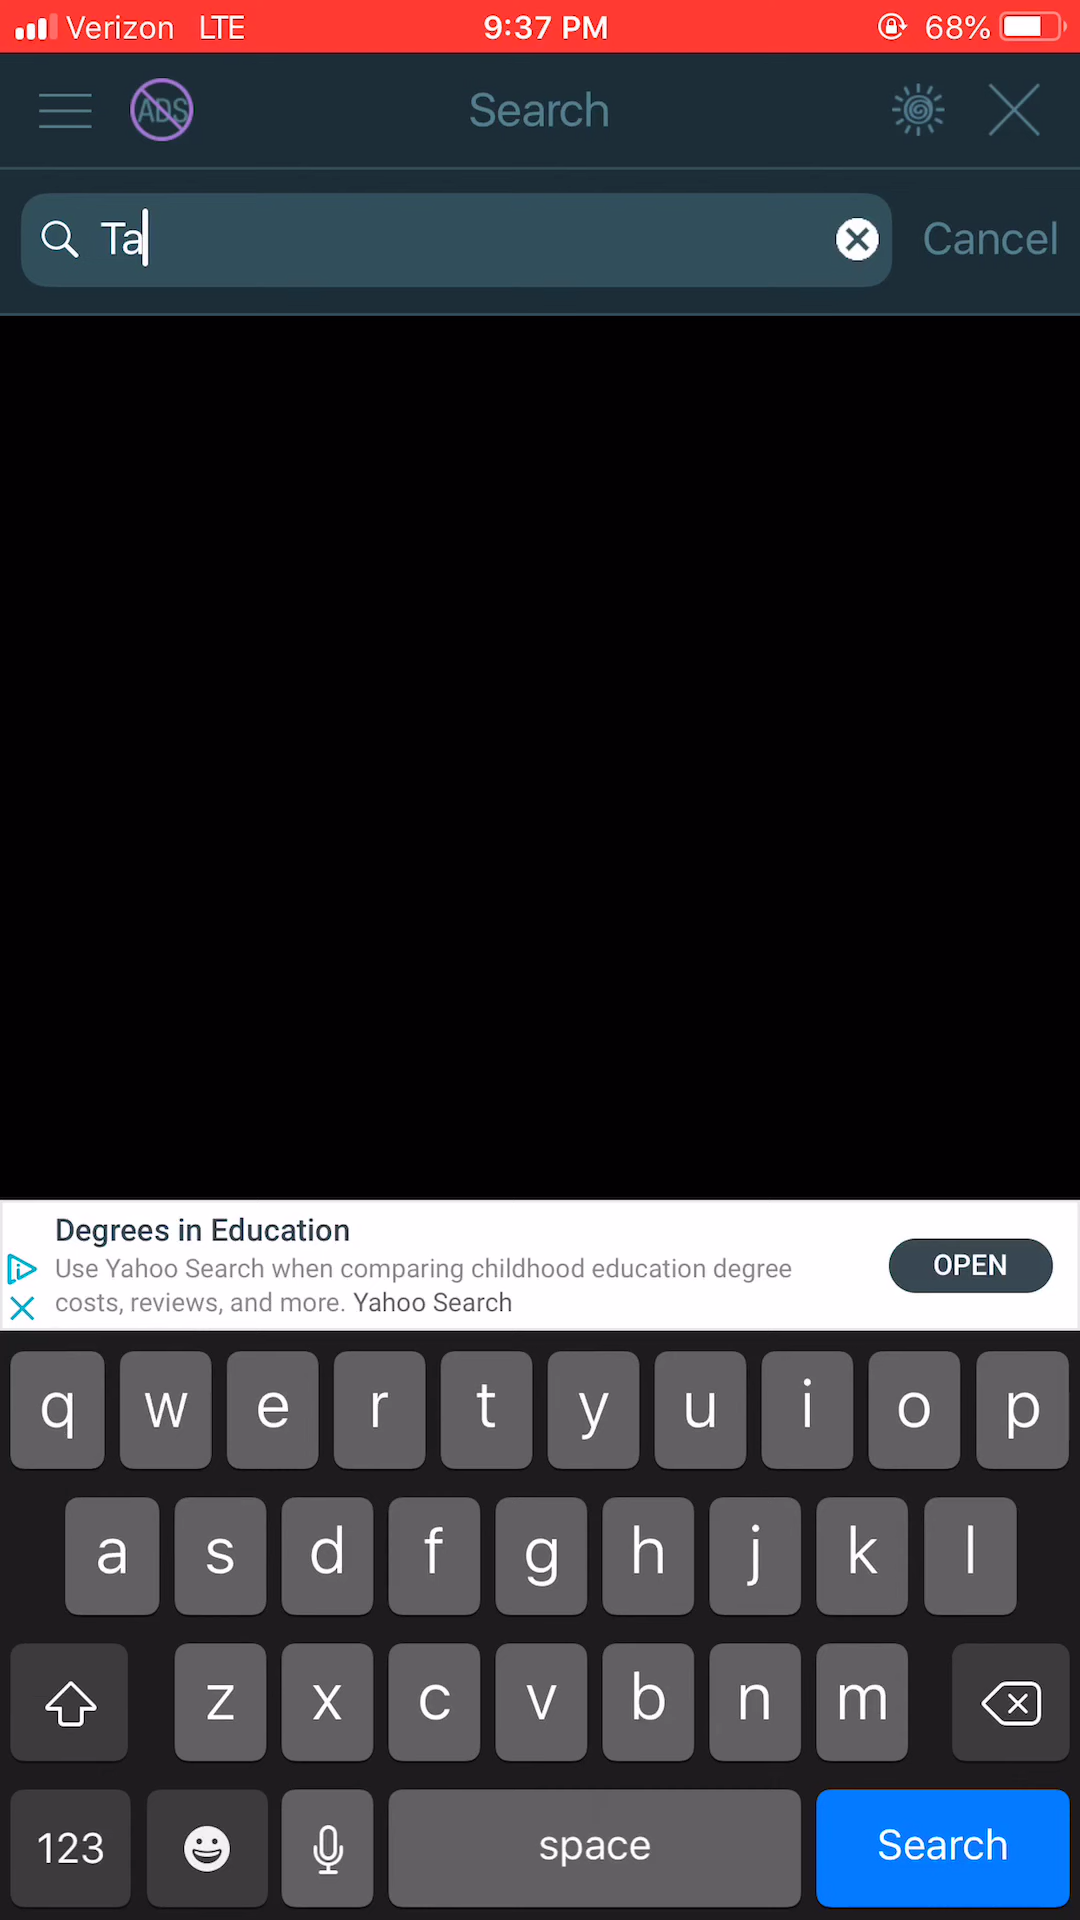 Verizon LTE 9:37 PM 68%
ADS Search
Ta Cancel
Degrees in Education
Use Yahoo Search when comparing childhood education degree
costs, reviews, and more. Yahoo Search
OPEN
q w e r t y u i o p
a s d f g h j k l
z x c v b n m
123 space Search